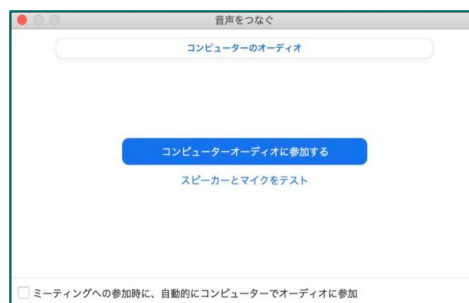 音声をつなぐ
コンピューターのオーディオ
コンピューターオーディオに参加する
スピーカーとマイクをテスト
ミーティングへの参加時に、自動的にコンピューターでオーディオに参加